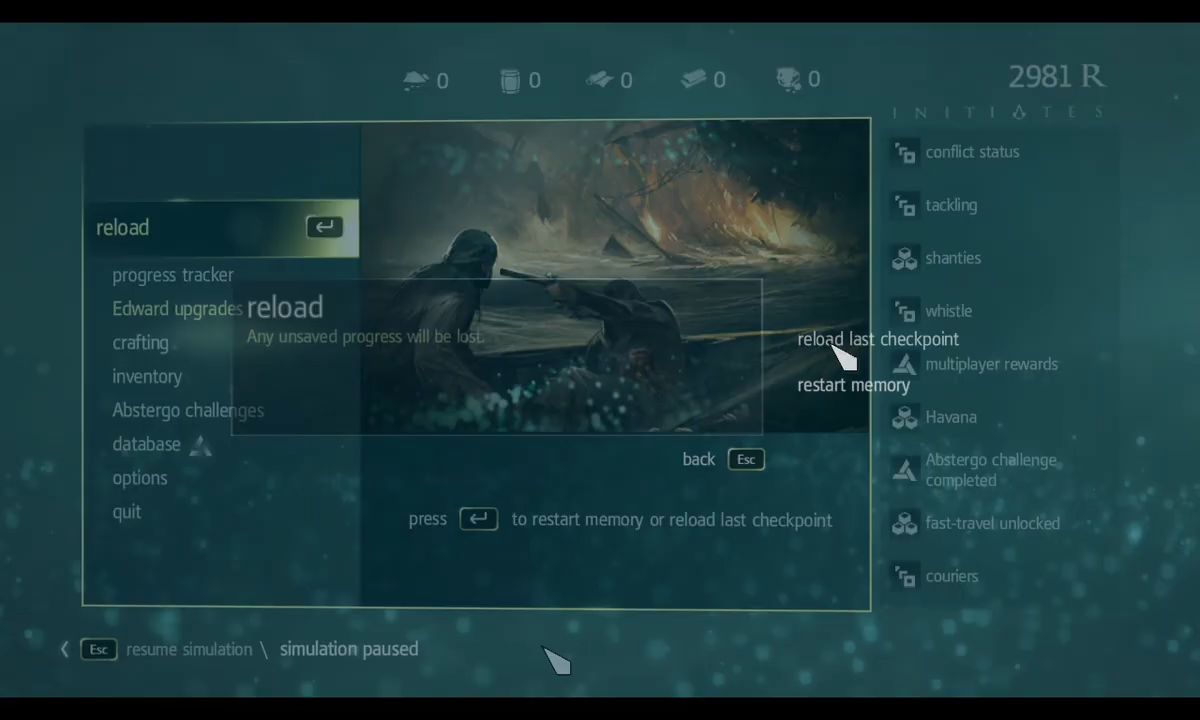 0
0
0
0
0
2981 R
INITIATES
reload
progress tracker
Edward upgrades
crafting
inventory
Abstergo challenges
database
options
quit
reload
Any unsaved progress will be lost.
reload last checkpoint
restart memory
back Esc
press to restart memory or reload last checkpoint
conflict status
tackling
shanties
whistle
multiplayer rewards
Havana
Abstergo challenge
completed
fast-travel unlocked
couriers
Esc resume simulation \ simulation paused